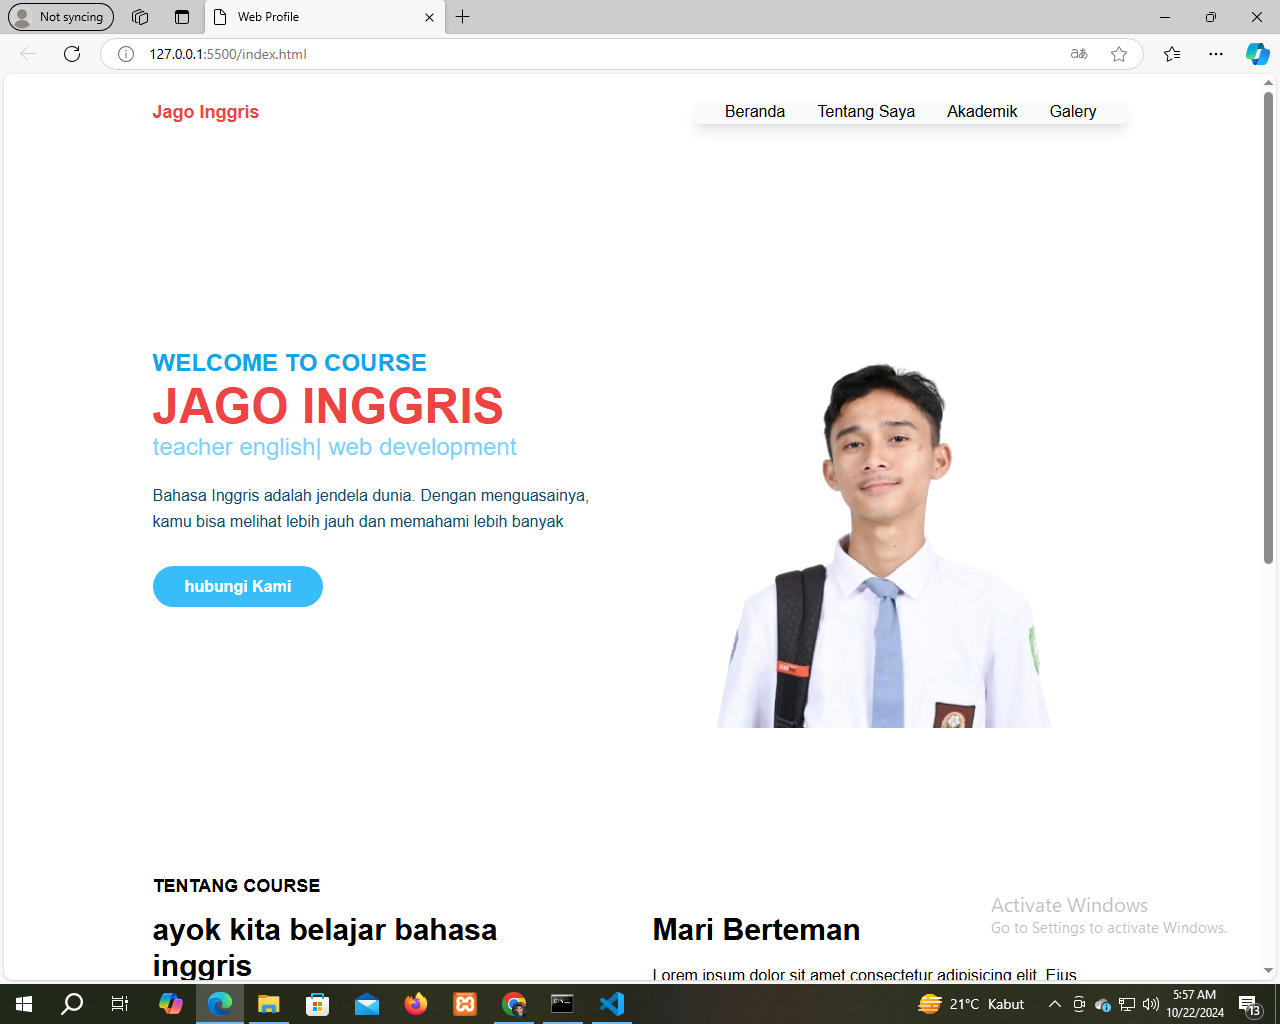 Not syncing
Web Profile
127.0.0.1:5500/index.html
Jago Inggris
Beranda Tentang Saya Akademik Galery
WELCOME TO COURSE
JAGO INGGRIS
teacher english| web development
Bahasa Inggris adalah jendela dunia. Dengan menguasainya,
kamu bisa melihat lebih jauh dan memahami lebih banyak
hubungi Kami
TENTANG COURSE
ayok kita belajar bahasa
inggris
Mari Berteman
Lorem ipsum dolor sit amet consectetur adipisicing elit. Eius
Activate Windows
Go to Settings to activate Windows.
21°C Kabut
5:57 AM
10/22/2024
13